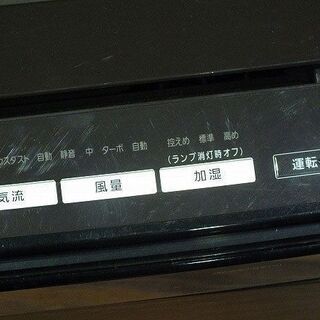 自動 静音 中 ターボ 自動 控えめ 標準 高め
(ランプ消灯時オフ)
気流 風量 加湿 運転